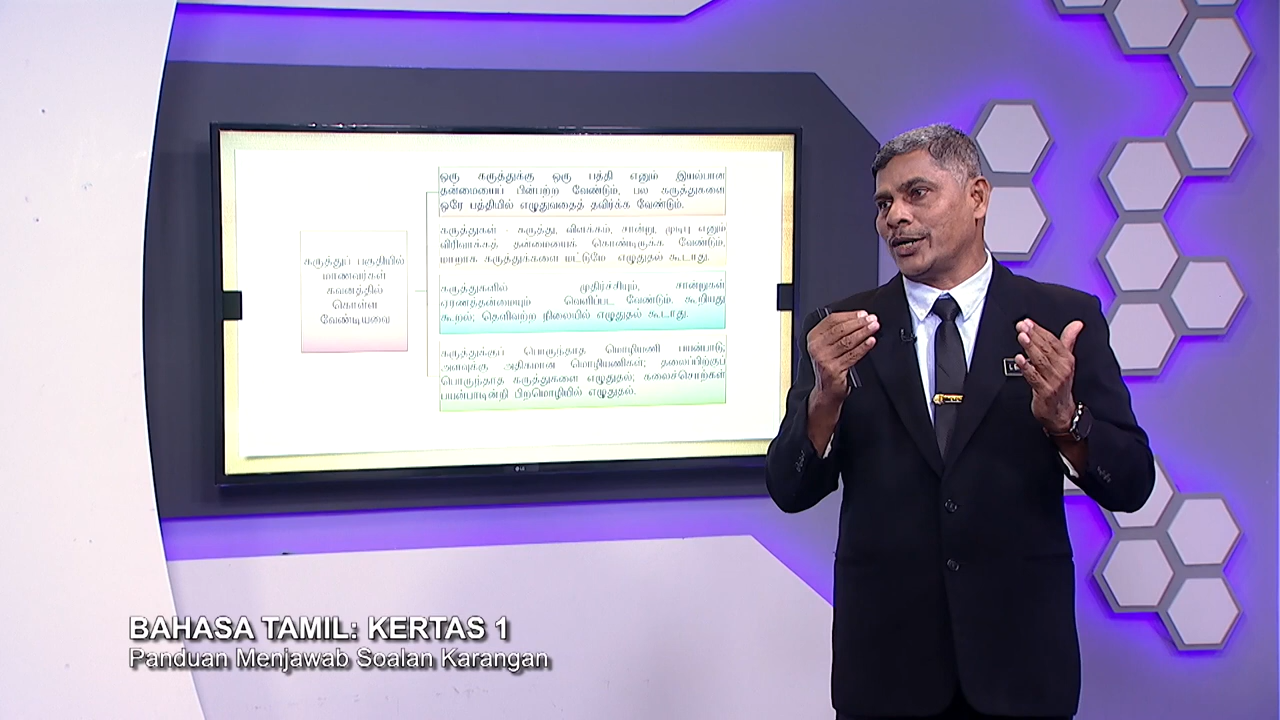 ஒரு கருத்துக்கு ஒரு பத்தி எனும் இயல்பான
தன்மையைப் பின்பற்ற வேண்டும். பல கருத்துகளை
ஒரே பத்தியில் எழுதுவதைத் தவிர்க்க வேண்டும்.
கருத்துகள் - கருத்து, விளக்கம், சான்று, முடிபு எனும்
விரிவாக்கத் தன்மையைக் கொண்டிருக்க வேண்டும்.
மாறாக கருத்துக்களை மட்டுமே எழுதுதல் கூடாது.
கருத்துப் பகுதியில்
மாணவர்கள்
கவனத்தில்
கொள்ள
வேண்டியவை
கருத்துகளில் முதிர்ச்சியும், சான்றுகள்
ஏரணத்தன்மையும் வெளிப்பட வேண்டும். கூறியது
கூறல்; தெளிவற்ற நிலையில் எழுதுதல் கூடாது.
கருத்துக்குப் பொருந்தாத மொழியணி பயன்பாடு;
அளவுக்கு அதிகமான மொழியணிகள்; தலைப்பிற்குப்
பொருந்தாத கருத்துகளை எழுதுதல்; கலைச்சொற்கள்
பயன்பாடின்றி பிறமொழியில் எழுதுதல்.
LG
BAHASA TAMIL: KERTAS 1
Panduan Menjawab Soalan Karangan